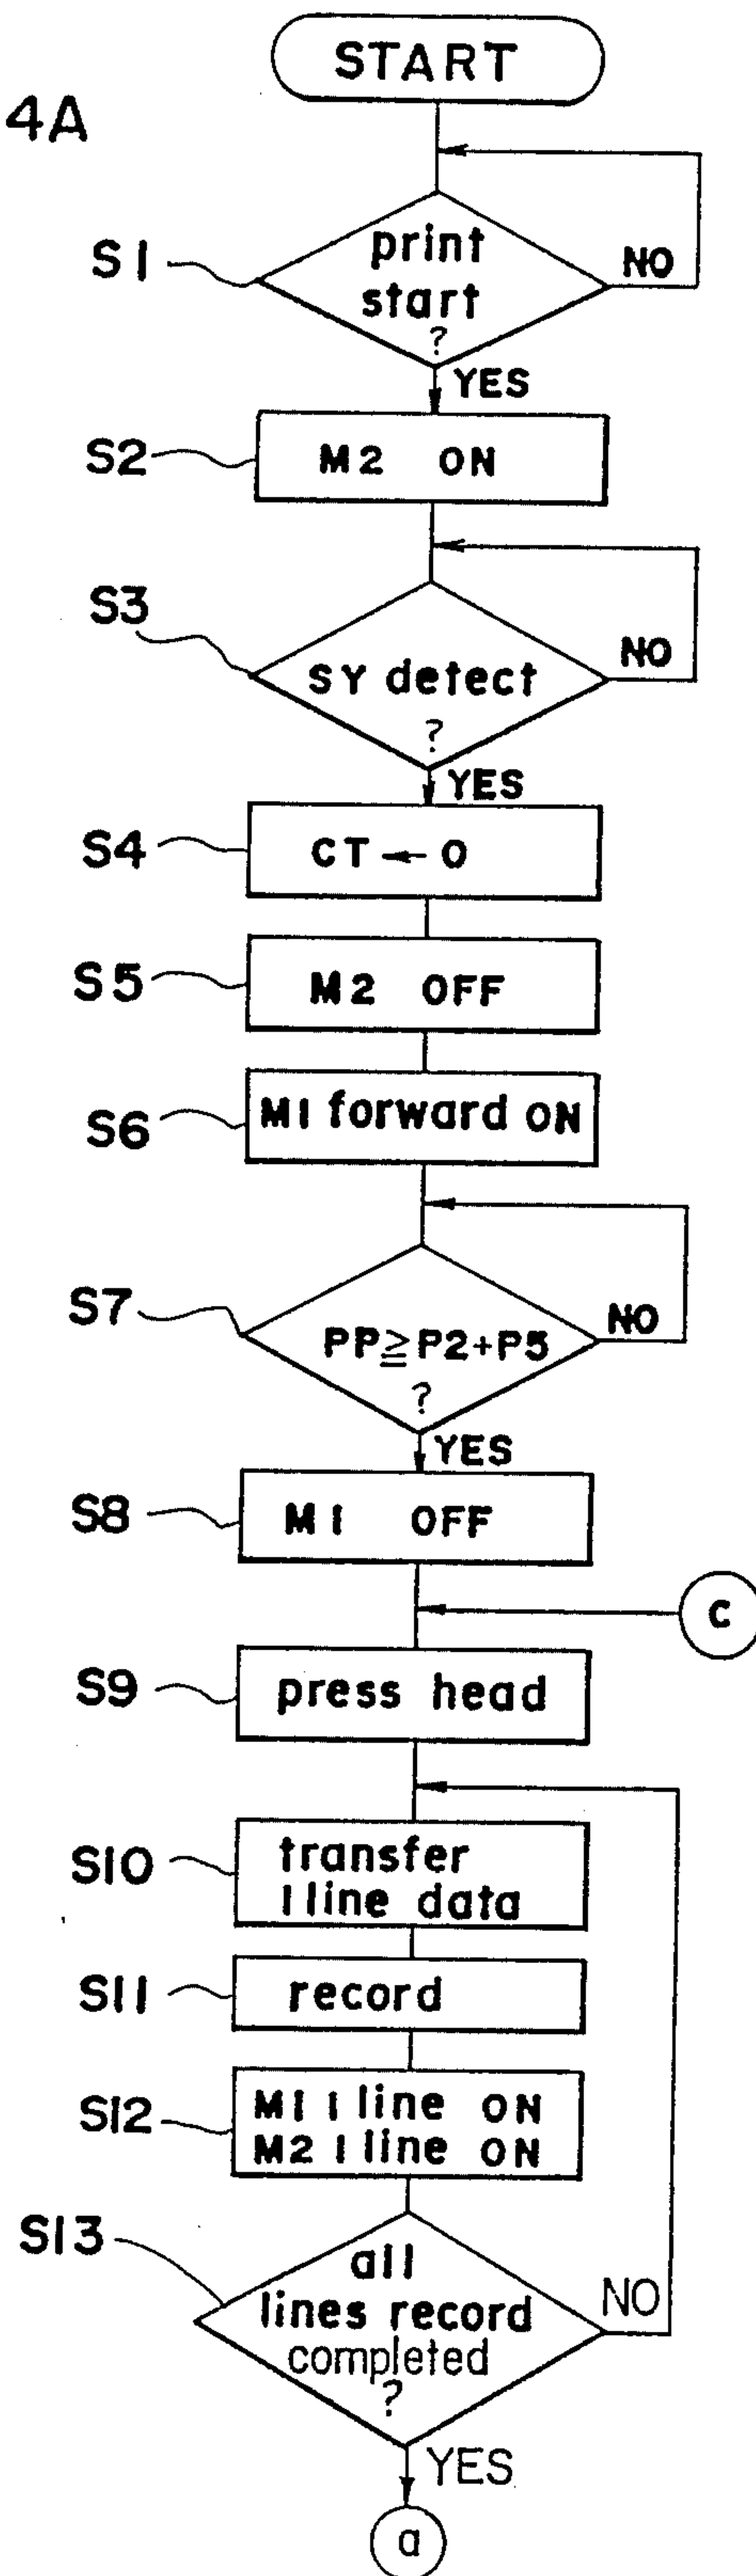 START
4A
S1
print
start
?
NO
YES
S2
M2 ON
S3
SY detect
?
NO
YES
S4
CT ← 0
S5
M2 OFF
S6
M1 forward ON
S7
PP≧P2+P5
?
NO
YES
S8
M1 OFF
c
S9
press head
S10
transfer
1 line data
S11
record
S12
M1 1 line ON
M2 1 line ON
S13
all
lines record
completed
?
NO
YES
a